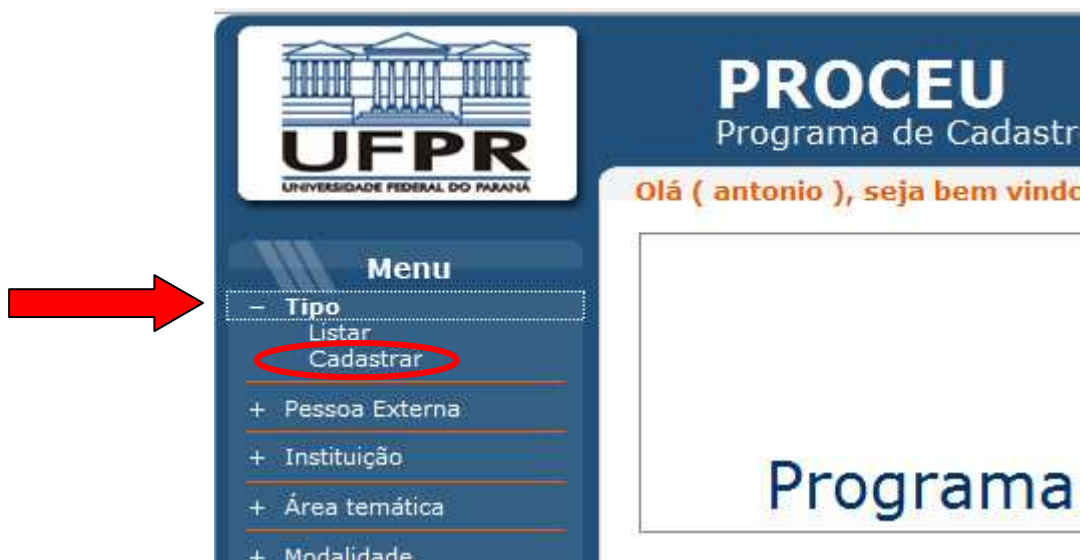 UFPR
UNIVERSIDADE FEDERAL DO PARANÁ
PROCEU
Programa de Cadastr
Olá ( antonio ), seja bem vindo
Menu
− Tipo
Listar
Cadastrar
+ Pessoa Externa
+ Instituição
+ Área temática
+ Modalidade
Programa